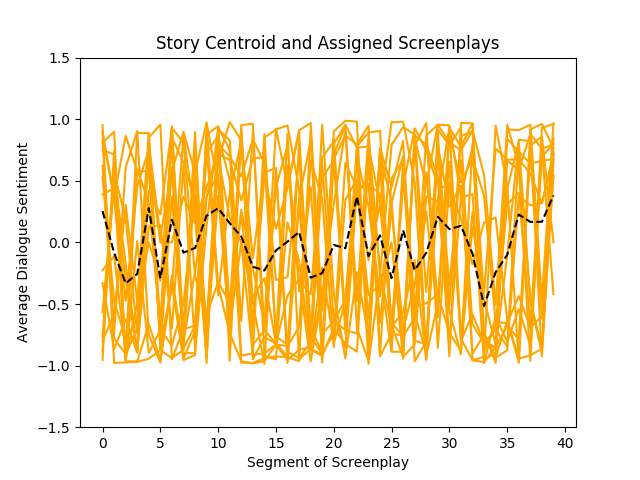 Story Centroid and Assigned Screenplays
Average Dialogue Sentiment
1.5
1.0
0.5
0.0
−0.5
−1.0
−1.5
0 5 10 15 20 25 30 35 40
Segment of Screenplay